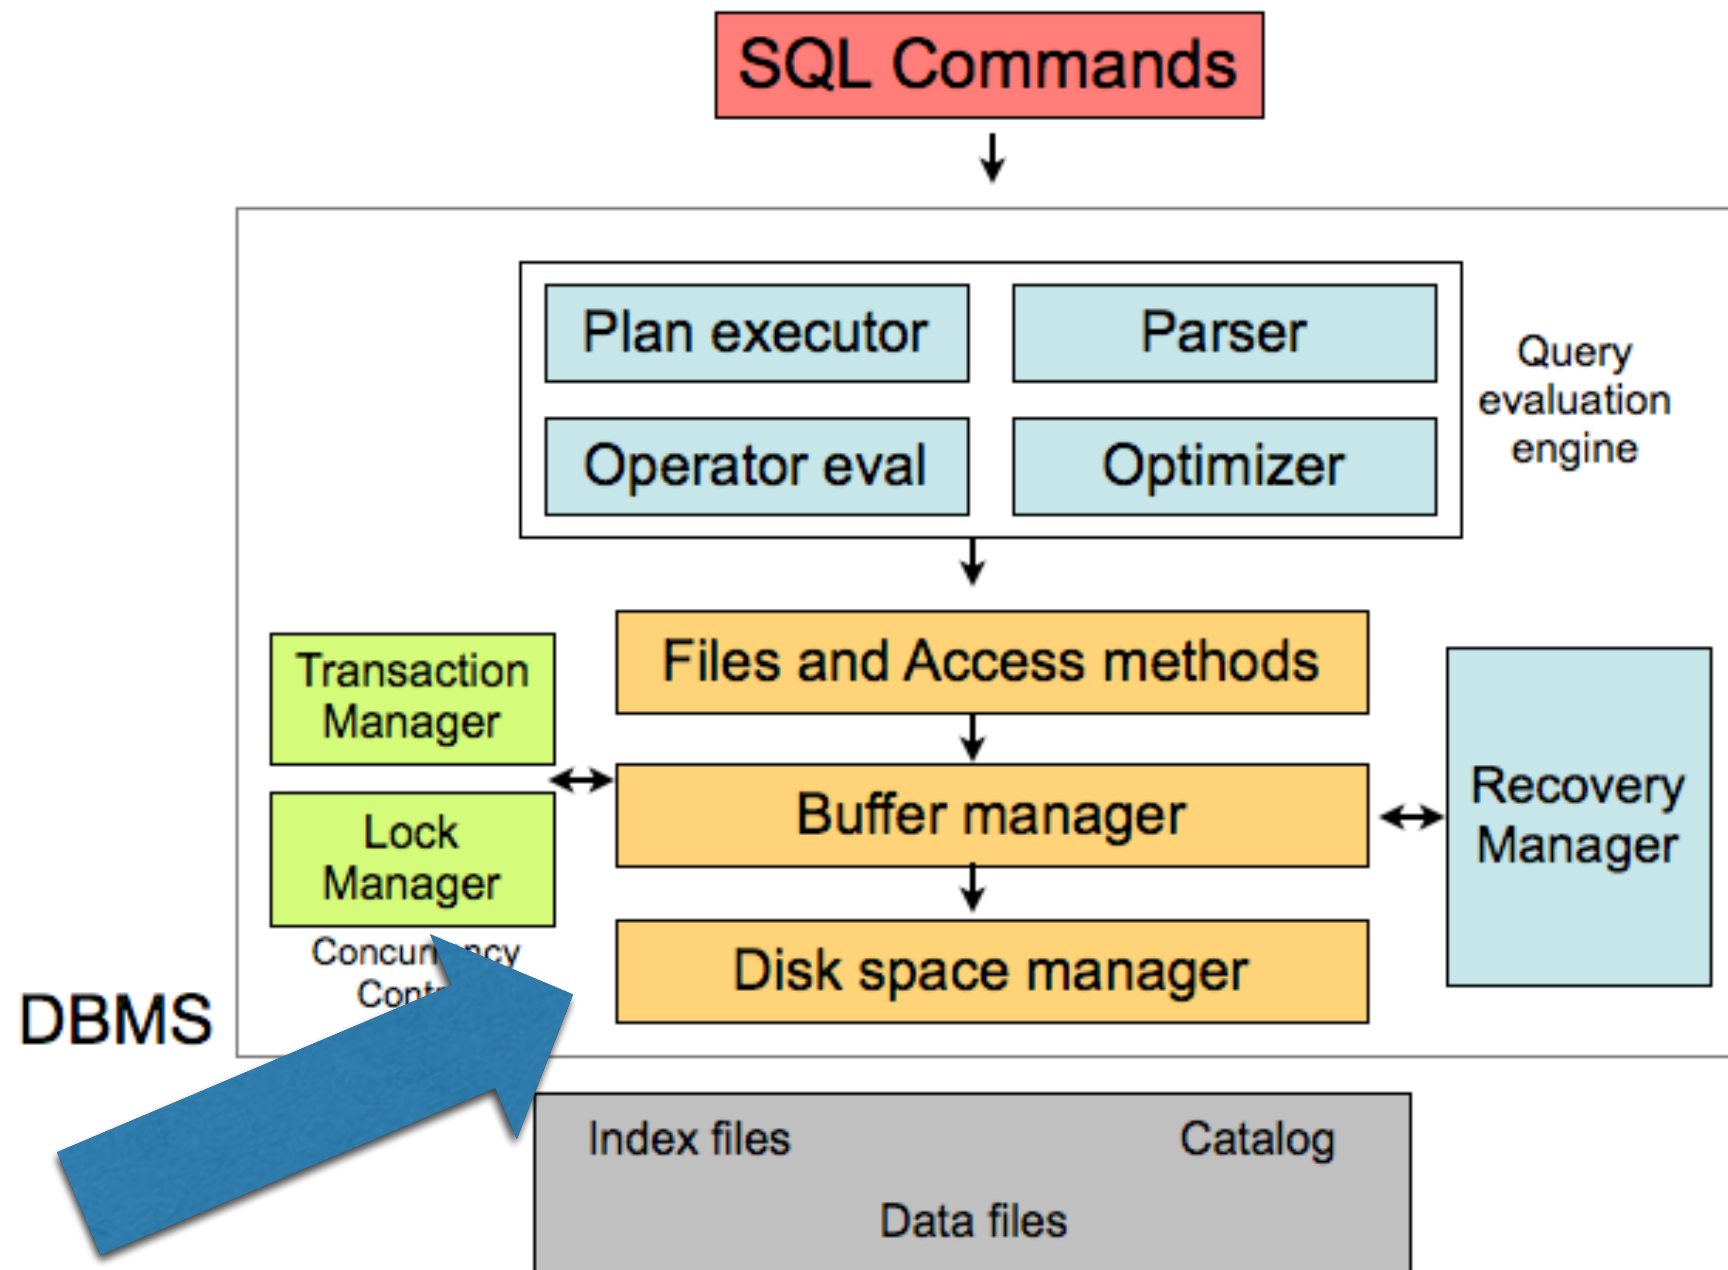 SQL Commands
Plan executor
Parser
Operator eval
Optimizer
Query
evaluation
engine
Files and Access methods
Transaction
Manager
Buffer manager
Lock
Manager
Recovery
Manager
Disk space manager
DBMS
Index files
Catalog
Data files